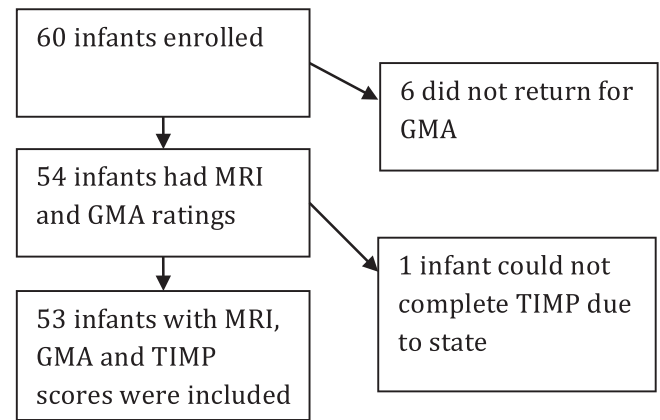 60 infants enrolled
6 did not return for
GMA
54 infants had MRI
and GMA ratings
1 infant could not
complete TIMP due
to state
53 infants with MRI,
GMA and TIMP
scores were included